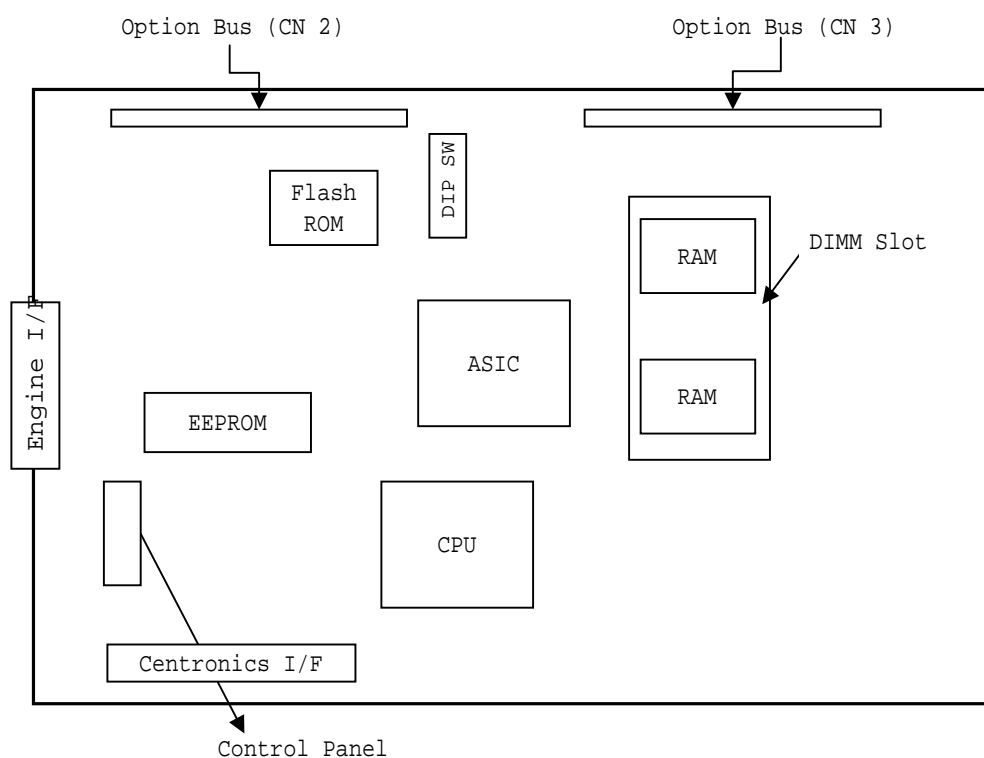 Option Bus (CN 2)
Option Bus (CN 3)
DIP SW
Flash
ROM
RAM
DIMM Slot
Engine I/F
ASIC
RAM
EEPROM
CPU
Centronics I/F
Control Panel